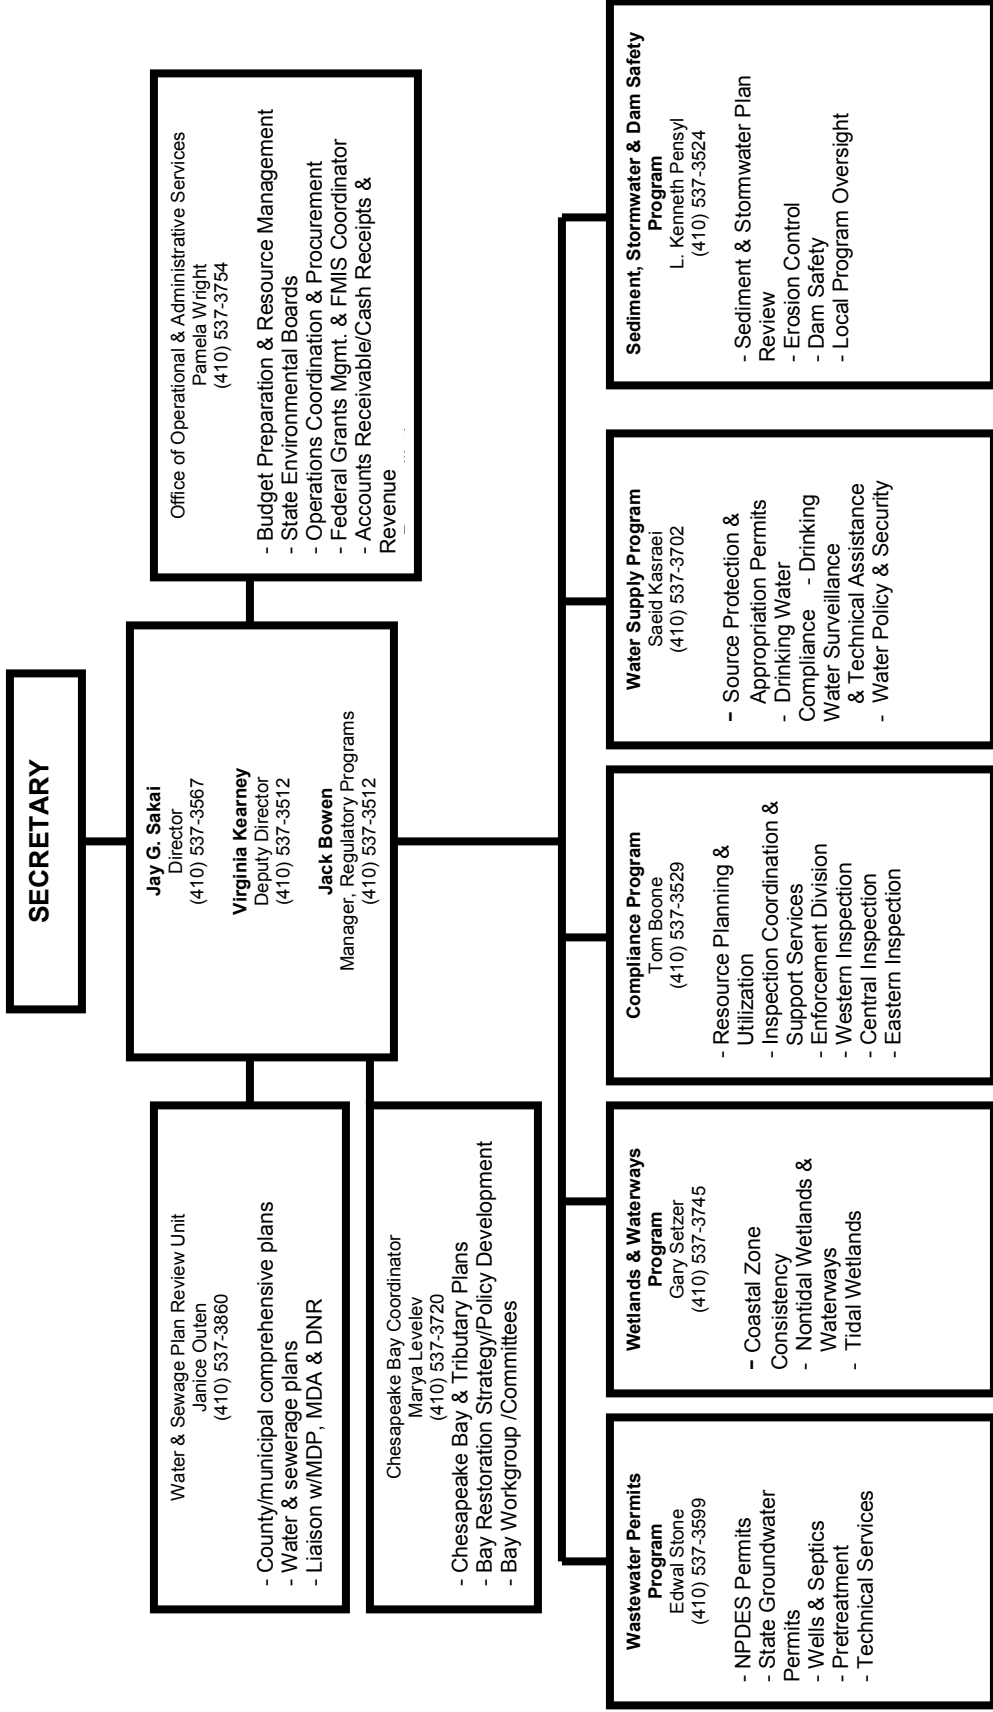 SECRETARY
Jay G. Sakai
Director
(410) 537-3567
Virginia Kearney
Deputy Director
(410) 537-3512
Jack Bowen
Manager, Regulatory Programs
(410) 537-3512
Water & Sewage Plan Review Unit
Janice Outen
(410) 537-3860
- County/municipal comprehensive plans
- Water & sewerage plans
- Liaison w/MDP, MDA & DNR
Chesapeake Bay Coordinator
Marya Levelev
(410) 537-3720
- Chesapeake Bay & Tributary Plans
- Bay Restoration Strategy/Policy Development
- Bay Workgroup /Committees
Office of Operational & Administrative Services
Pamela Wright
(410) 537-3754
- Budget Preparation & Resource Management
- State Environmental Boards
- Operations Coordination & Procurement
- Federal Grants Mgmt. & FMIS Coordinator
- Accounts Receivable/Cash Receipts &
Revenue
Wastewater Permits
Program
Edwal Stone
(410) 537-3599
- NPDES Permits
- State Groundwater
Permits
- Wells & Septics
- Pretreatment
- Technical Services
Wetlands & Waterways
Program
Gary Setzer
(410) 537-3745
- Coastal Zone
Consistency
- Nontidal Wetlands &
Waterways
- Tidal Wetlands
Compliance Program
Tom Boone
(410) 537-3529
- Resource Planning &
Utilization
- Inspection Coordination &
Support Services
- Enforcement Division
- Western Inspection
- Central Inspection
- Eastern Inspection
Water Supply Program
Saeid Kasraei
(410) 537-3702
- Source Protection &
Appropriation Permits
- Drinking Water
Compliance - Drinking
Water Surveillance
& Technical Assistance
- Water Policy & Security
Sediment, Stormwater & Dam Safety
Program
L. Kenneth Pensyl
(410) 537-3524
- Sediment & Stormwater Plan
Review
- Erosion Control
- Dam Safety
- Local Program Oversight